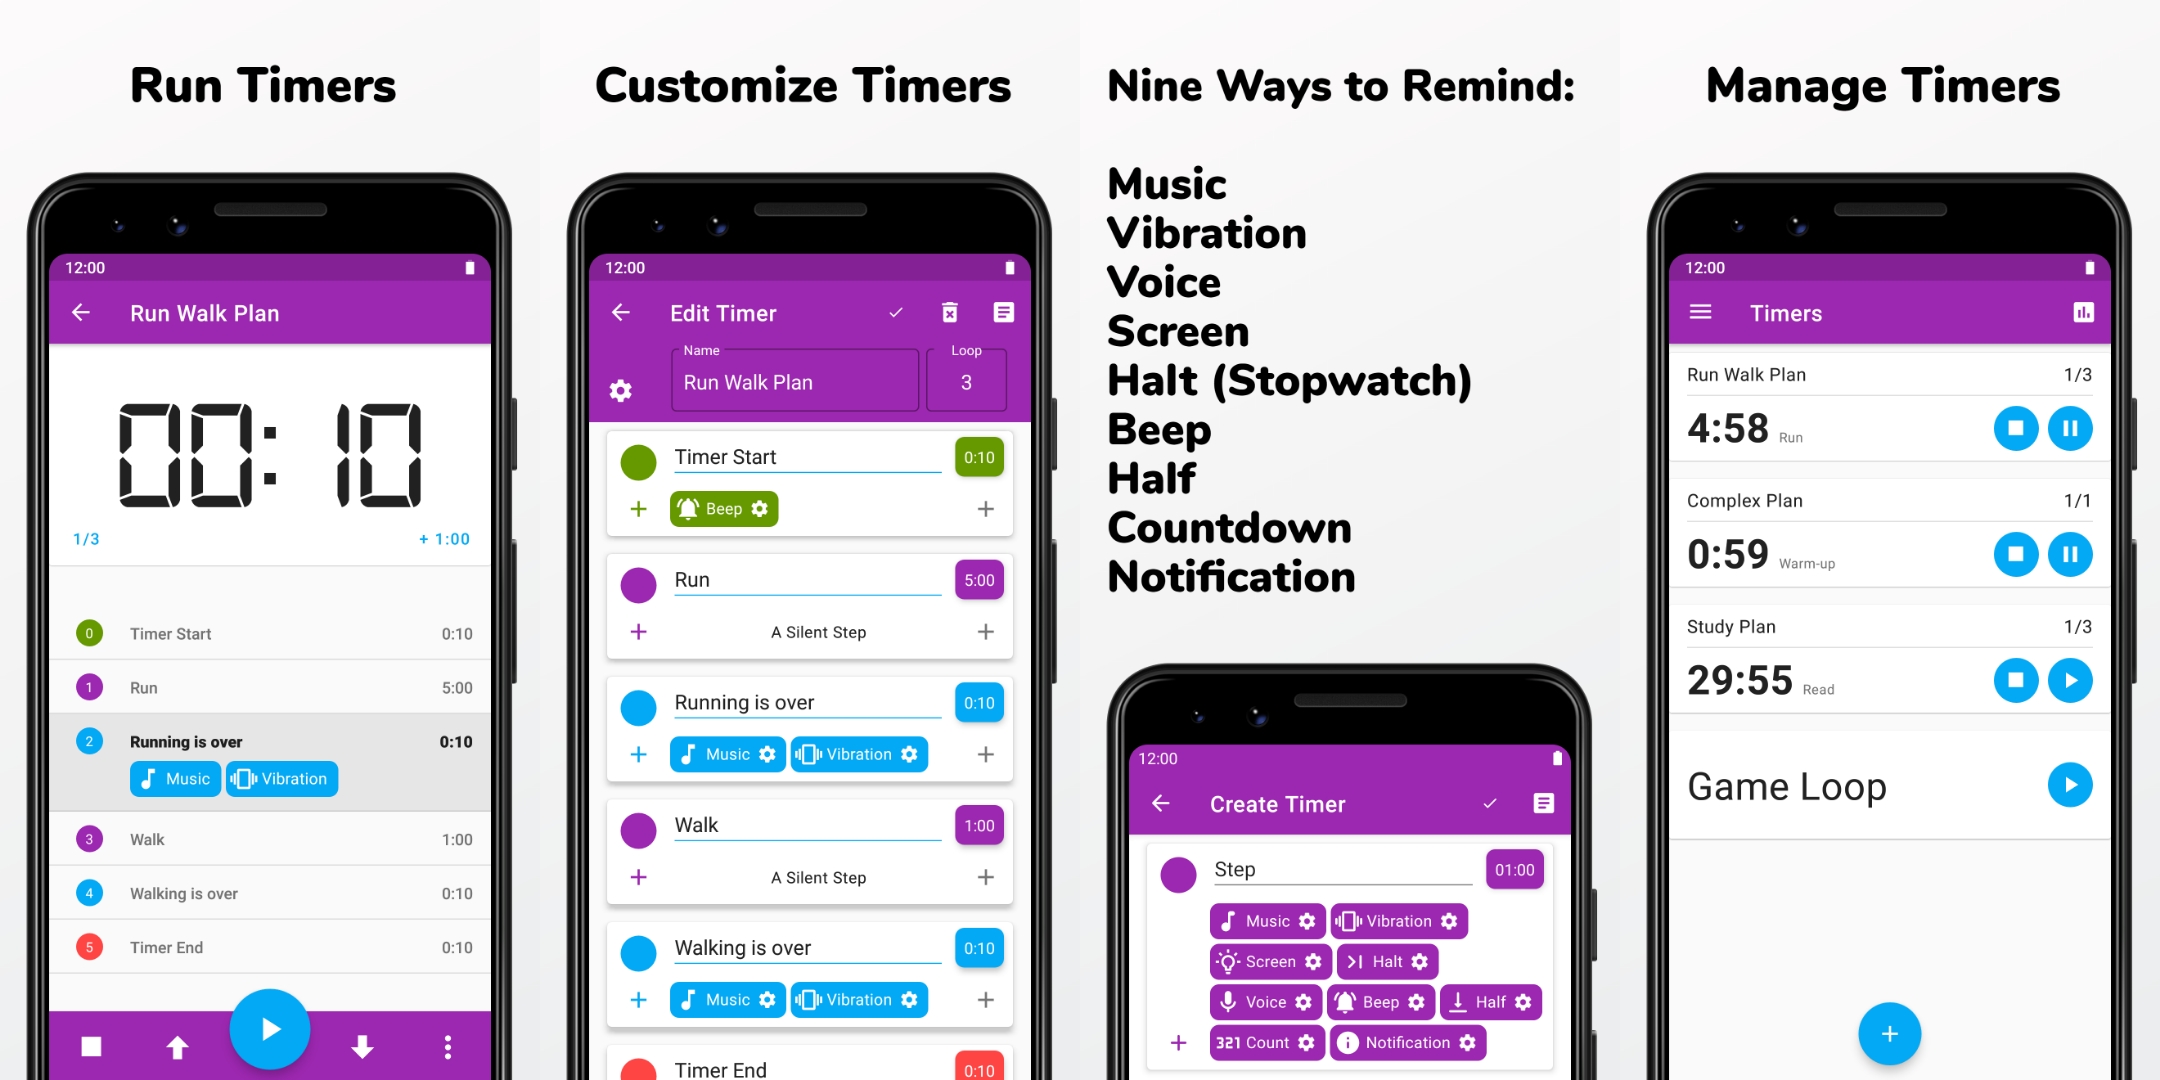 Run Timers
12:00
Run Walk Plan
00:10
1/3
+ 1:00
0 Timer Start 0:10
1 Run 5:00
2 Running is over 0:10
Music Vibration
3 Walk 1:00
4 Walking is over 0:10
5 Timer End 0:10
Customize Timers
12:00
Edit Timer
Name Loop
Run Walk Plan 3
Timer Start 0:10
+ Beep +
Run 5:00
+ A Silent Step +
Running is over 0:10
+ Music Vibration +
Walk 1:00
+ A Silent Step +
Walking is over 0:10
+ Music Vibration +
Timer End 0:10
Nine Ways to Remind:
Music
Vibration
Voice
Screen
Halt (Stopwatch)
Beep
Half
Countdown
Notification
12:00
Create Timer
Step 01:00
Music Vibration
Screen Halt
Voice Beep Half
+ 321 Count Notification
Manage Timers
12:00
Timers
Run Walk Plan 1/3
4:58 Run
Complex Plan 1/1
0:59 Warm-up
Study Plan 1/3
29:55 Read
Game Loop
+